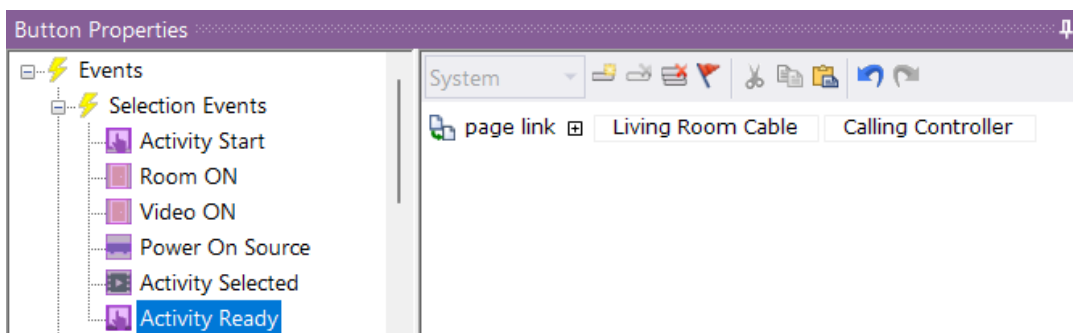 Button Properties
Events
Selection Events
Activity Start
Room ON
Video ON
Power On Source
Activity Selected
Activity Ready
System
page link Living Room Cable Calling Controller